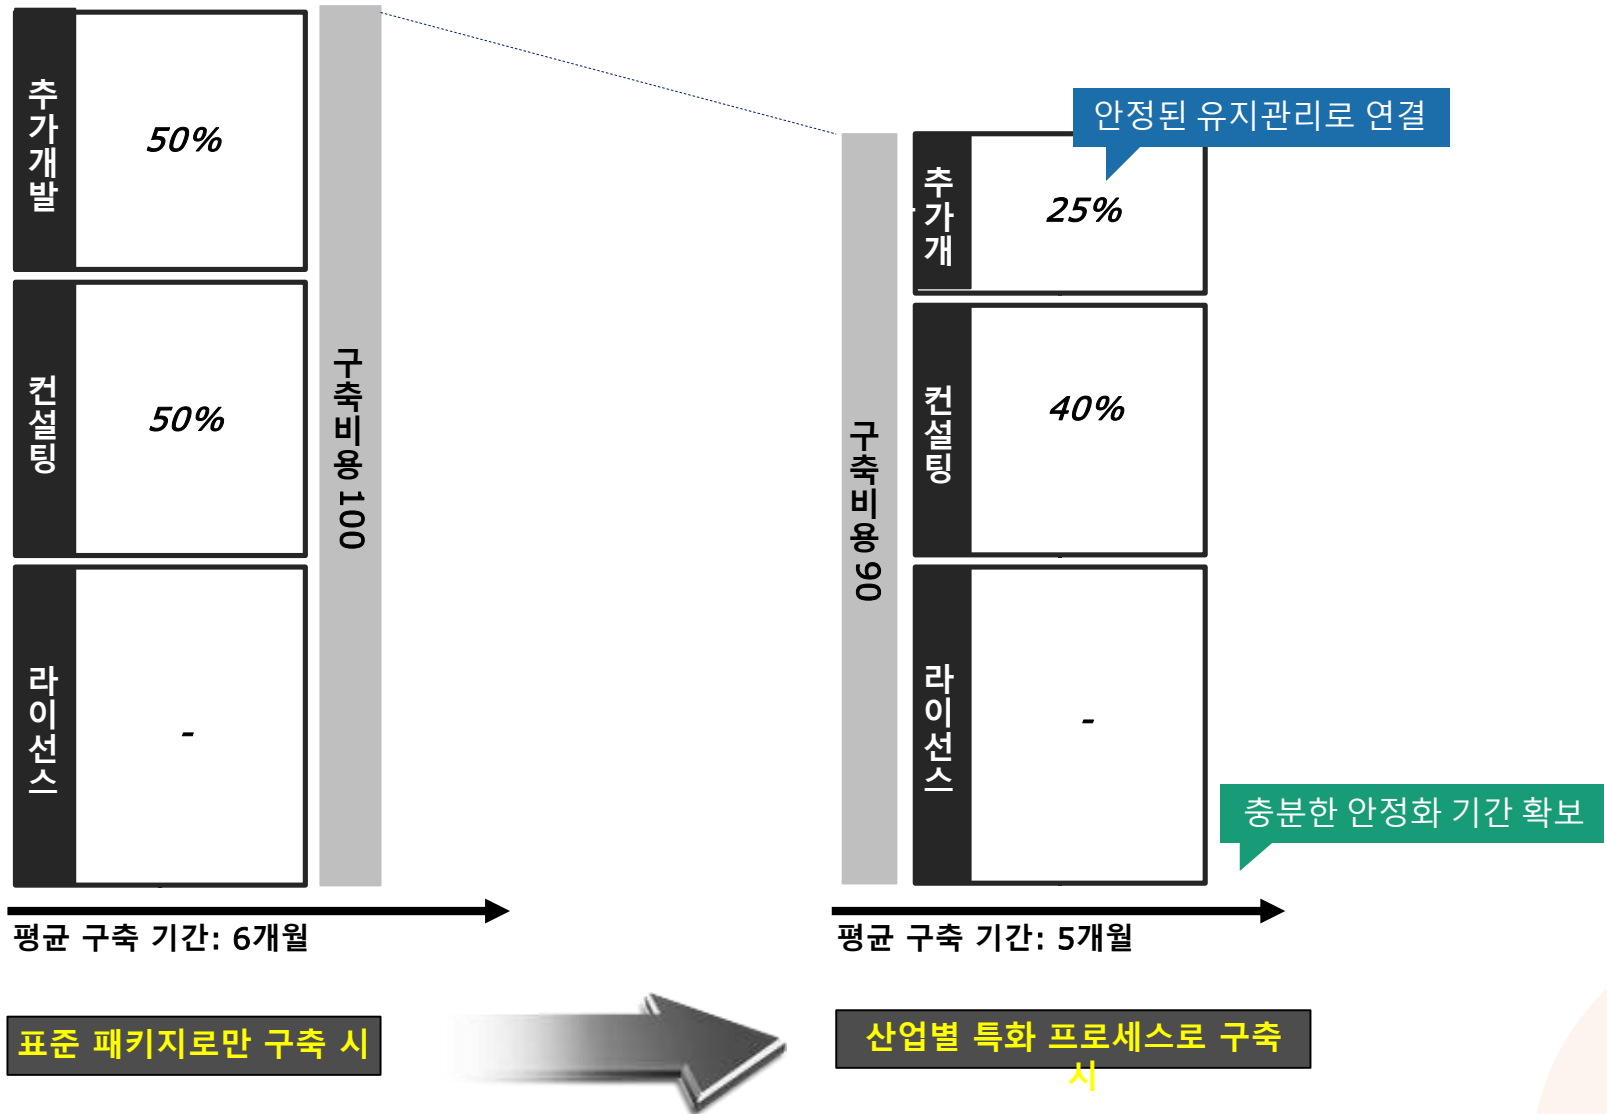 추가개발
50%
컨설팅
50%
라이선스
-
구축비용 100
평균 구축 기간: 6개월
표준 패키지로만 구축 시
안정된 유지관리로 연결
구축비용 90
추가개
25%
컨설팅
40%
라이선스
-
충분한 안정화 기간 확보
평균 구축 기간: 5개월
산업별 특화 프로세스로 구축
시